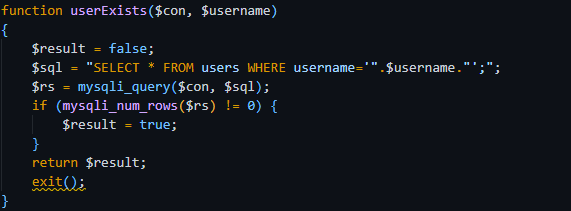 function userExists($con, $username)
{
    $result = false;
    $sql = "SELECT * FROM users WHERE username='".$username."';";
    $rs = mysqli_query($con, $sql);
    if (mysqli_num_rows($rs) != 0) {
        $result = true;
    }
    return $result;
    exit();
}